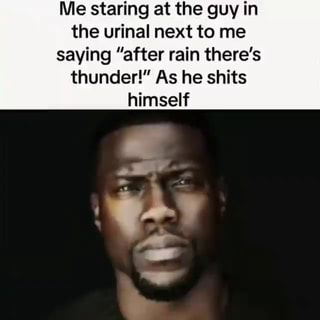 Me staring at the guy in
the urinal next to me
saying “after rain there’s
thunder!” As he shits
himself